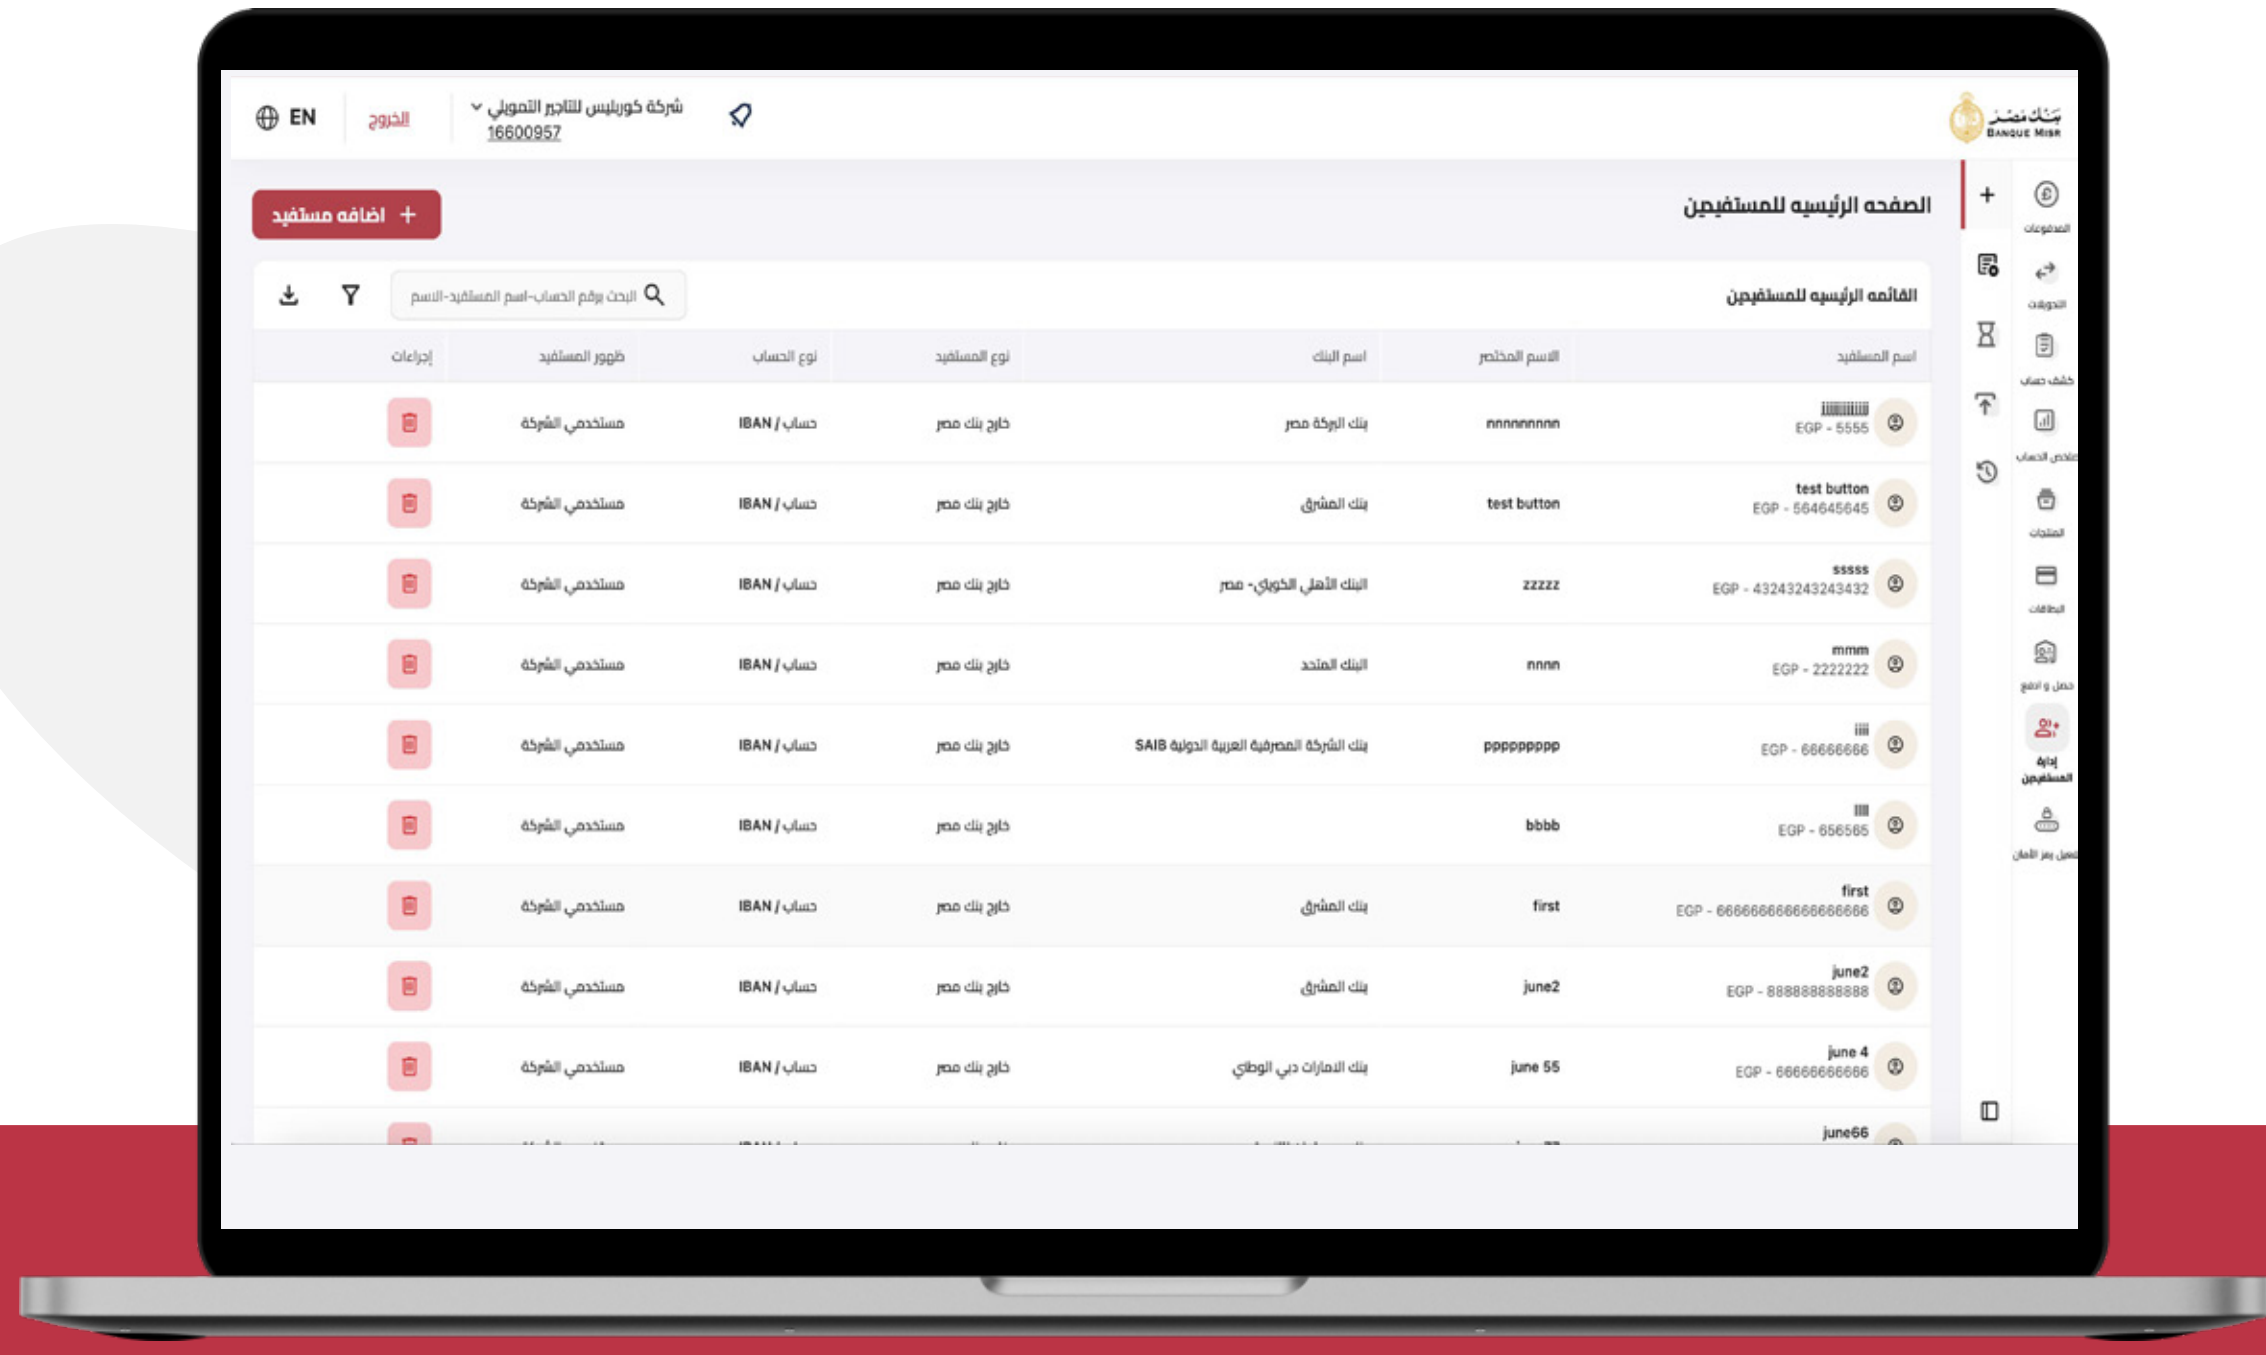 بنك مصر
BANQUE MISR
شركة كوربليس للتاجير التمويلي
16600957
الخروج
EN
المدفوعات
التحويلات
كشف حساب
ملخص الحساب
المنتجات
البطاقات
حصل و ادفع
إدارة
المستفيدين
الصفحه الرئيسيه للمستفيدين
+ اضافه مستفيد
القائمه الرئيسيه للمستفيدين
البحث برقم الحساب-اسم المستفيد-الاسم
اسم المستفيد الاسم المختصر اسم البنك نوع المستفيد نوع الحساب ظهور المستفيد إجراءات
nnnnnnnnn بنك البركة مصر خارج بنك مصر حساب / IBAN مستخدمي الشركة
EGP - 5555
test button
EGP - 564645645
test button بنك المشرق خارج بنك مصر حساب / IBAN مستخدمي الشركة
sssss
EGP - 43243243243432
zzzzz البنك الأهلي الكويتي- مصر خارج بنك مصر حساب / IBAN مستخدمي الشركة
mmm
EGP - 2222222
nnnn البنك المتحد خارج بنك مصر حساب / IBAN مستخدمي الشركة
iiii
EGP - 66666666
ppppppppp بنك الشركة المصرفية العربية الدولية SAIB خارج بنك مصر حساب / IBAN مستخدمي الشركة
EGP - 656565
bbbb خارج بنك مصر حساب / IBAN مستخدمي الشركة
first
EGP - 666666666666666666
first بنك المشرق خارج بنك مصر حساب / IBAN مستخدمي الشركة
june2
EGP - 888888888888
june2 بنك المشرق خارج بنك مصر حساب / IBAN مستخدمي الشركة
june 4
EGP - 66666666666
june 55 بنك الامارات دبي الوطني خارج بنك مصر حساب / IBAN مستخدمي الشركة
june66